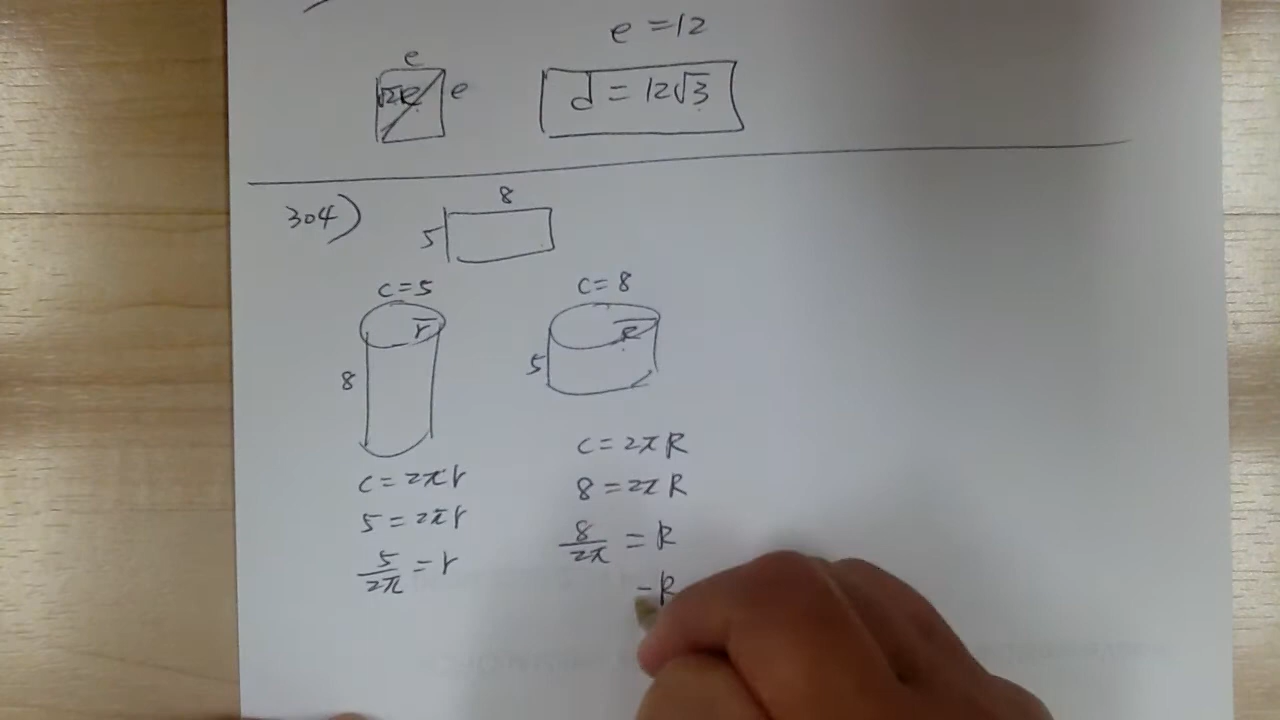 e = 12
e
√2e
e
d = 12√3
304)
8
5
c = 5
c = 8
r
R
8
5
c = 2πr
5 = 2πr
5/2π = r
c = 2πR
8 = 2πR
8/2π = R
= R